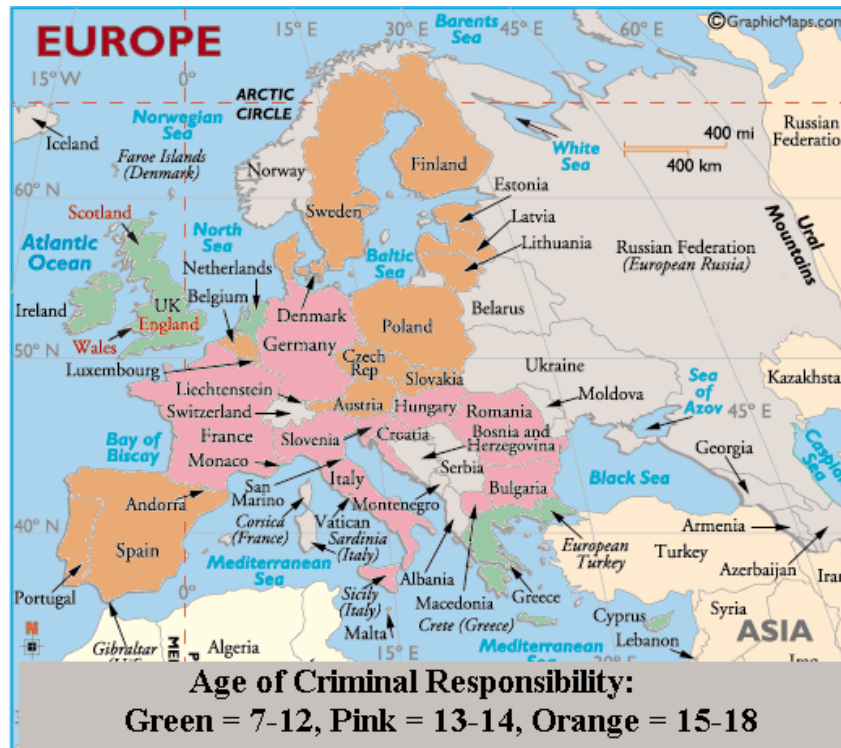 ©GraphicMaps.com
EUROPE
15°W
0°
15° E
30° E
45° E
60° E
Barents
Sea
ARCTIC
CIRCLE
Norwegian
Sea
Iceland
Faroe Islands
(Denmark)
Norway
White
Sea
Finland
400 mi
400 km
Russian
Federation
60° N
Estonia
Latvia
Lithuania
Scotland
North
Sea
Sweden
Baltic
Sea
Ural
Mountains
Atlantic
Ocean
Netherlands
Belgium
Russian Federation
(European Russia)
Ireland
UK
England
Wales
Denmark
Germany
Poland
Belarus
50° N
Luxembourg
Czech
Rep
Slovakia
Ukraine
Kazakhsta
Liechtenstein
Switzerland
Austria
Hungary
Romania
Moldova
Sea
of
Azov
45° E
Bay of
Biscay
France
Slovenia
Croatia
Bosnia and
Herzegovina
Caspian
Sea
Monaco
Serbia
Georgia
San
Marino
Italy
Montenegro
Bulgaria
Black Sea
Andorra
Corsica
(France)
Vatican
Sardinia
(Italy)
40° N
Spain
Mediterranean
Sea
Albania
European
Turkey
Turkey
Armenia
Azerbaijan
Portugal
Sicily
(Italy)
Macedonia
Crete (Greece)
Greece
Iran
0°
Cyprus
Syria
N
Gibraltar
Algeria
Malta
15°E
Mediterranean
Sea
Lebanon
ASIA
30° E
Age of Criminal Responsibility:
Green = 7-12, Pink = 13-14, Orange = 15-18